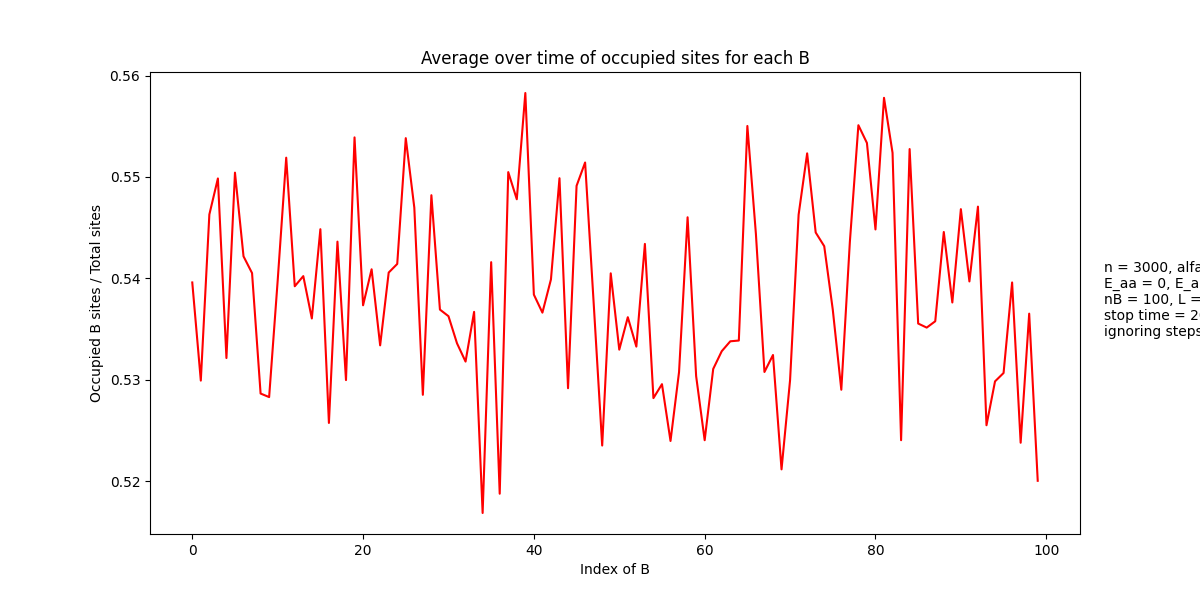 Average over time of occupied sites for each B
0.56
0.55
0.54
0.53
0.52
Occupied B sites / Total sites
0
20
40
60
80
100
Index of B
n = 3000, alfa
E_aa = 0, E_a
nB = 100, L =
stop time =
ignoring steps